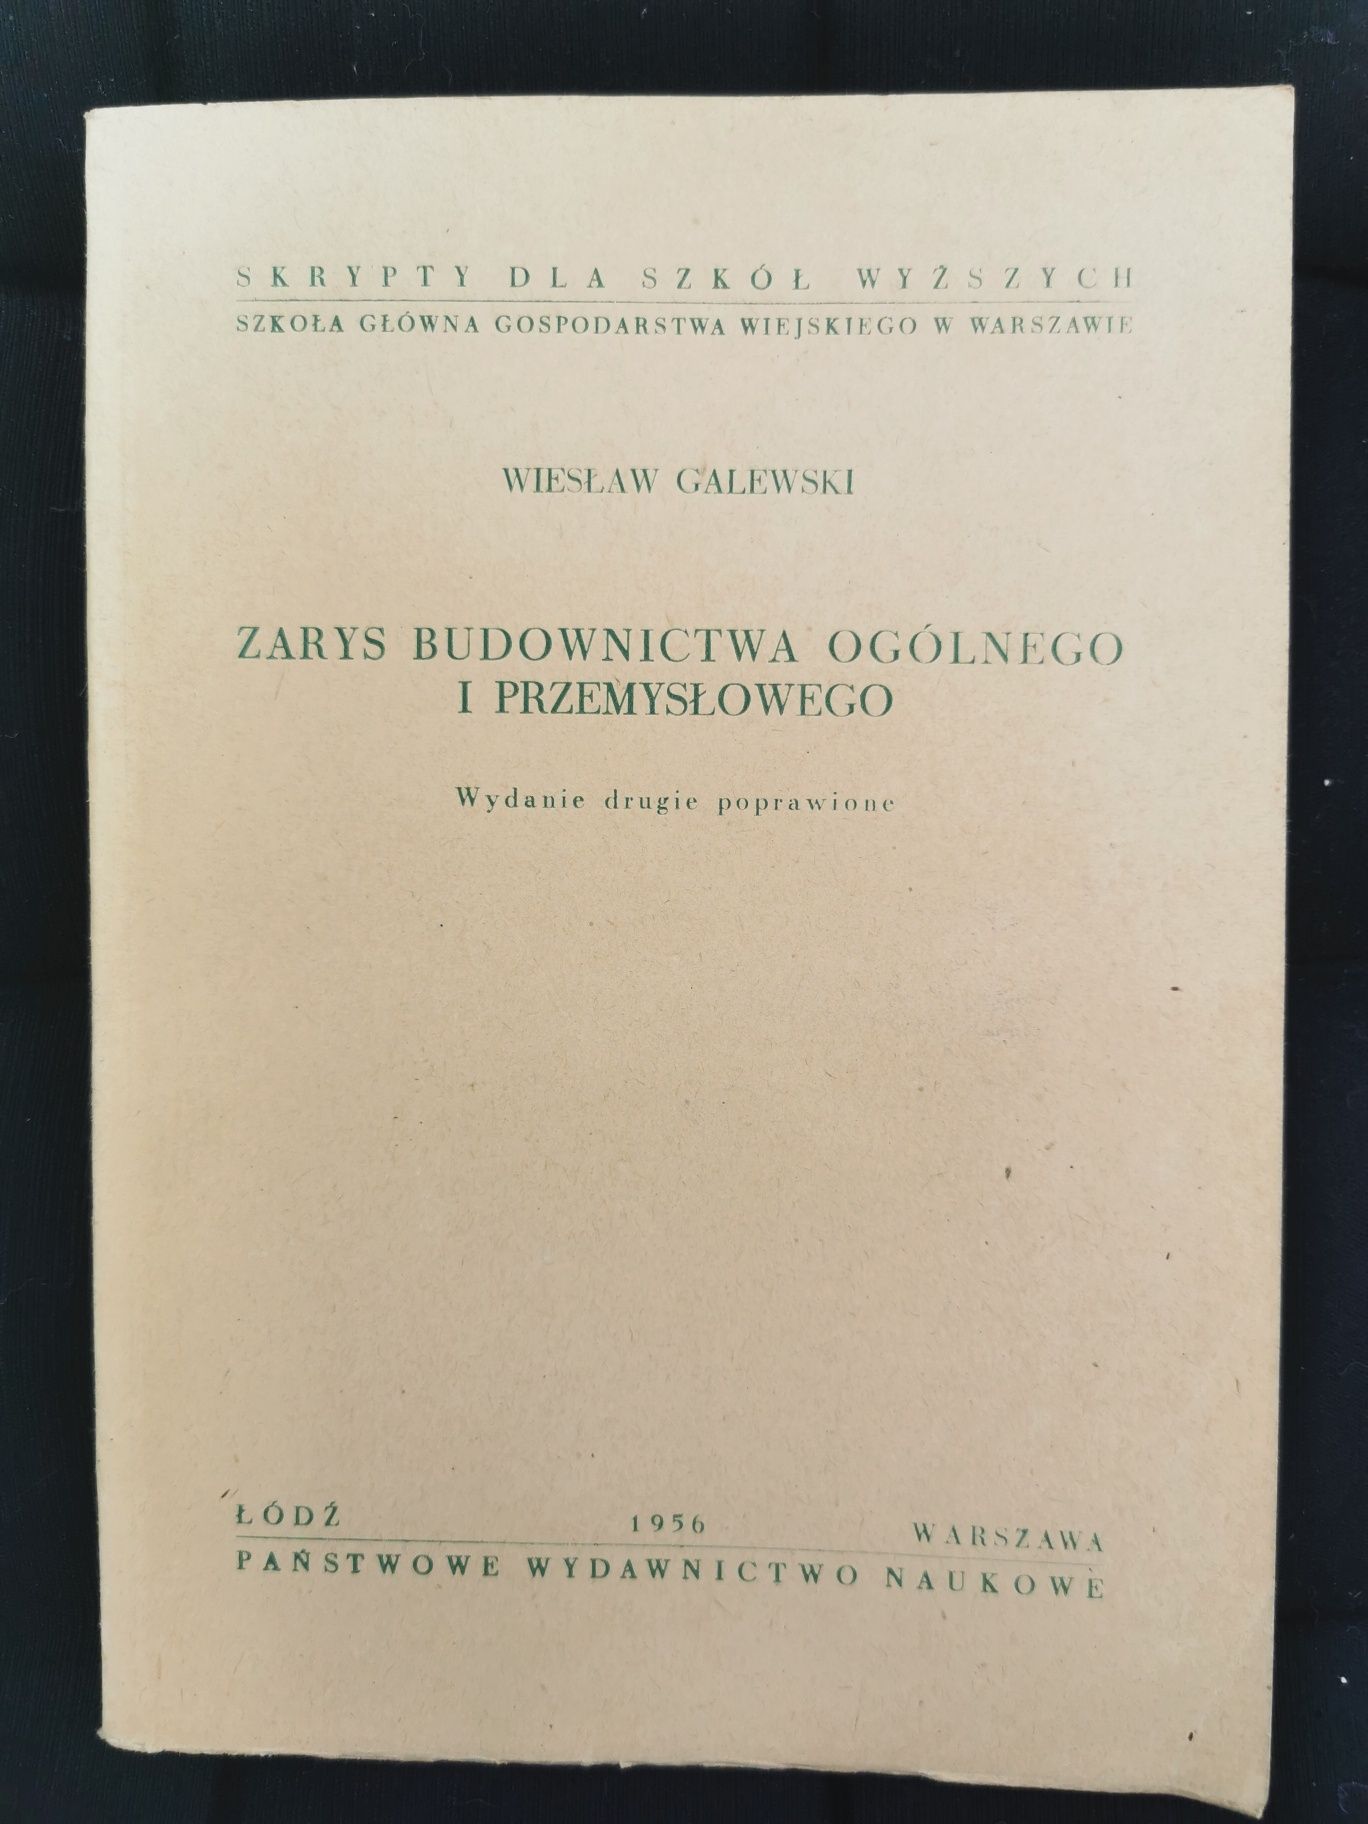 SKRYPTY DLA SZKÓŁ WYŻSZYCH
SZKOŁA GŁÓWNA GOSPODARSTWA WIEJSKIEGO W WARSZAWIE
WIESŁAW GALEWSKI
ZARYS BUDOWNICTWA OGÓLNEGO
I PRZEMYSŁOWEGO
Wydanie drugie poprawione
ŁÓDŹ 1956 WARSZAWA
PAŃSTWOWE WYDAWNICTWO NAUKOWE